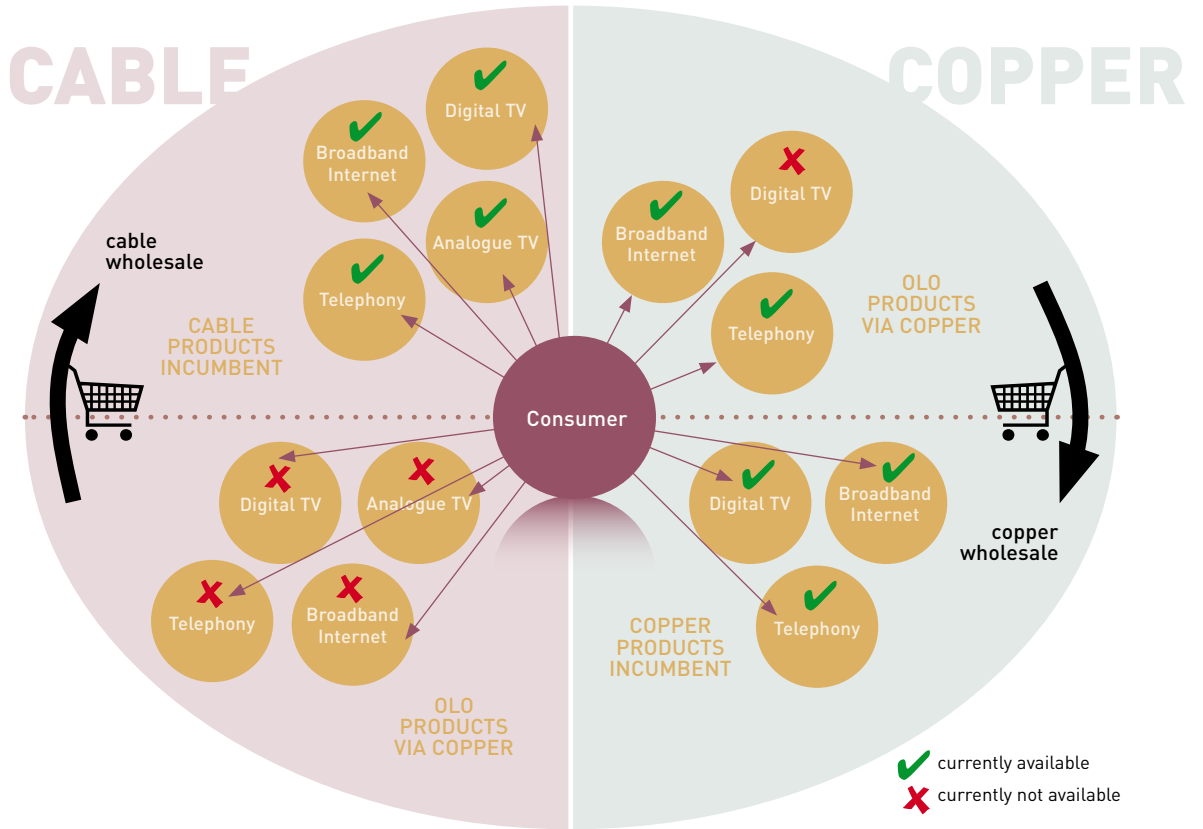 CABLE
COPPER
Digital TV
Broadband
Internet
Analogue TV
Telephony
cable
wholesale
CABLE
PRODUCTS
INCUMBENT
Digital TV
Broadband
Internet
Telephony
OLO
PRODUCTS
VIA COPPER
Consumer
Digital TV
Analogue TV
Telephony
Broadband
Internet
OLO
PRODUCTS
VIA COPPER
Digital TV
Broadband
Internet
Telephony
copper
wholesale
COPPER
PRODUCTS
INCUMBENT
currently available
currently not available